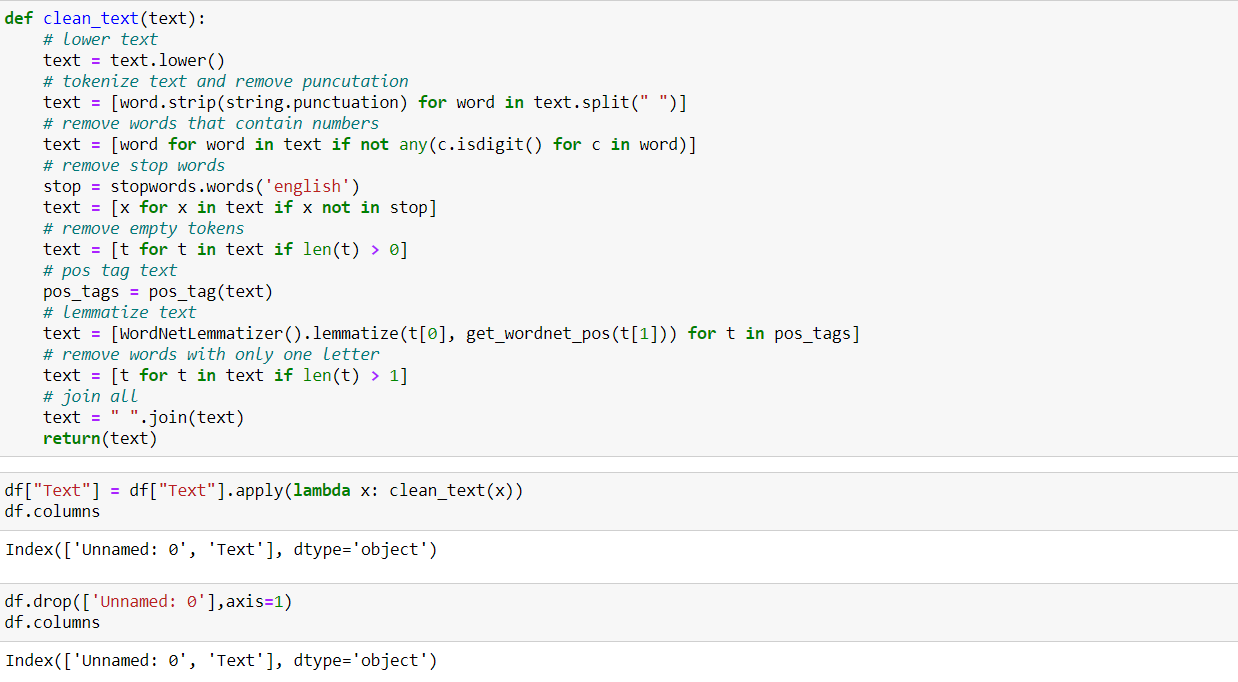 def clean_text(text):
    # lower text
    text = text.lower()
    # tokenize text and remove puncutation
    text = [word.strip(string.punctuation) for word in text.split(" ")]
    # remove words that contain numbers
    text = [word for word in text if not any(c.isdigit() for c in word)]
    # remove stop words
    stop = stopwords.words('english')
    text = [x for x in text if x not in stop]
    # remove empty tokens
    text = [t for t in text if len(t) > 0]
    # pos tag text
    pos_tags = pos_tag(text)
    # lemmatize text
    text = [WordNetLemmatizer().lemmatize(t[0], get_wordnet_pos(t[1])) for t in pos_tags]
    # remove words with only one letter
    text = [t for t in text if len(t) > 1]
    # join all
    text = " ".join(text)
    return(text)
df["Text"] = df["Text"].apply(lambda x: clean_text(x))
df.columns
Index(['Unnamed: 0', 'Text'], dtype='object')
df.drop(['Unnamed: 0'],axis=1)
df.columns
Index(['Unnamed: 0', 'Text'], dtype='object')